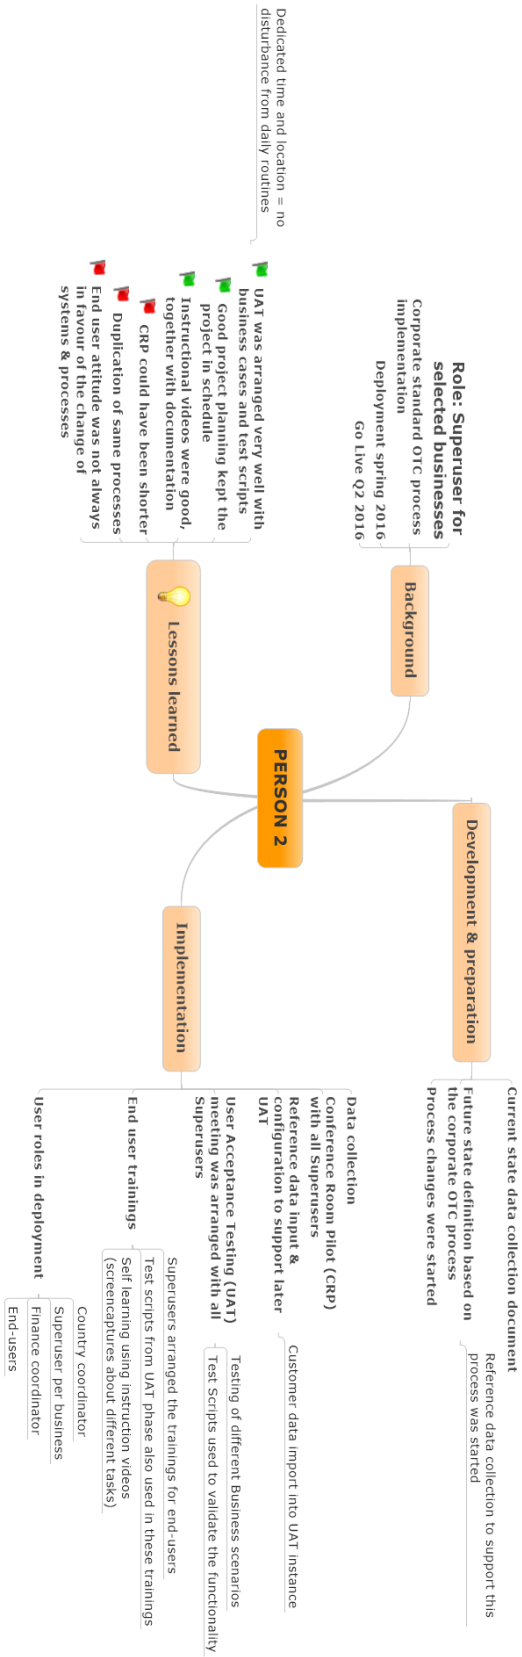 PERSON 2
Background
Role: Superuser for
selected businesses
Corporate standard OTC process
implementation
Deployment spring 2016
Go Live Q2 2016
Lessons learned
UAT was arranged very well with
business cases and test scripts
Dedicated time and location = no
disturbance from daily routines
Good project planning kept the
project in schedule
Instructional videos were good,
together with documentation
CRP could have been shorter
Duplication of same processes
End user attitude was not always
in favour of the change of
systems & processes
Development & preparation
Current state data collection document
Reference data collection to support this
process was started
Future state definition based on
the corporate OTC process
Process changes were started
Implementation
Data collection
Conference Room Pilot (CRP)
with all Superusers
Reference data input &
configuration to support later
UAT
Customer data import into UAT instance
User Acceptance Testing (UAT)
meeting was arranged with all
Superusers
Testing of different Business scenarios
Test Scripts used to validate the functionality
End user trainings
Superusers arranged the trainings for end-users
Test scripts from UAT phase also used in these trainings
Self learning using instruction videos
(screencaptures about different tasks)
User roles in deployment
Country coordinator
Superuser per business
Finance coordinator
End-users